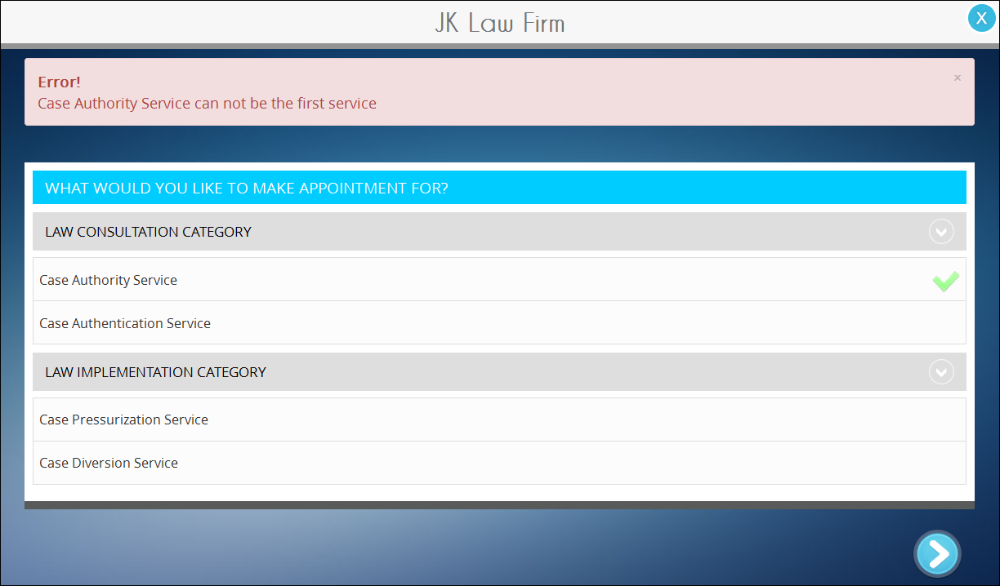 JK Law Firm
X
Error!
×
Case Authority Service can not be the first service
WHAT WOULD YOU LIKE TO MAKE APPOINTMENT FOR?
LAW CONSULTATION CATEGORY
Case Authority Service
Case Authentication Service
LAW IMPLEMENTATION CATEGORY
Case Pressurization Service
Case Diversion Service